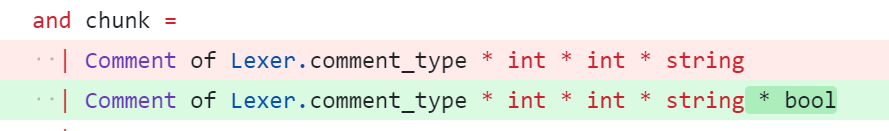 and chunk =
··| Comment of Lexer.comment_type * int * int * string
··| Comment of Lexer.comment_type * int * int * string * bool